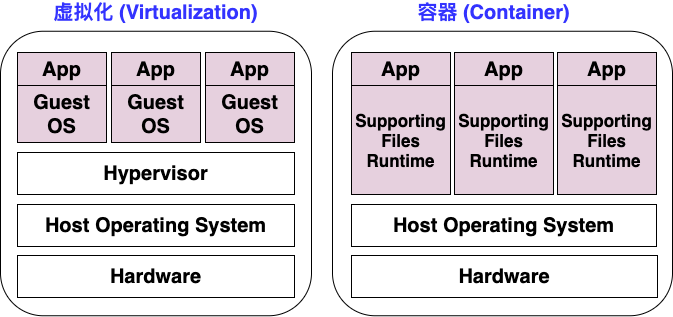 虚拟化 (Virtualization)
App
App
App
Guest
OS
Guest
OS
Guest
OS
Hypervisor
Host Operating System
Hardware
容器 (Container)
App
App
App
Supporting
Files
Runtime
Supporting
Files
Runtime
Supporting
Files
Runtime
Host Operating System
Hardware